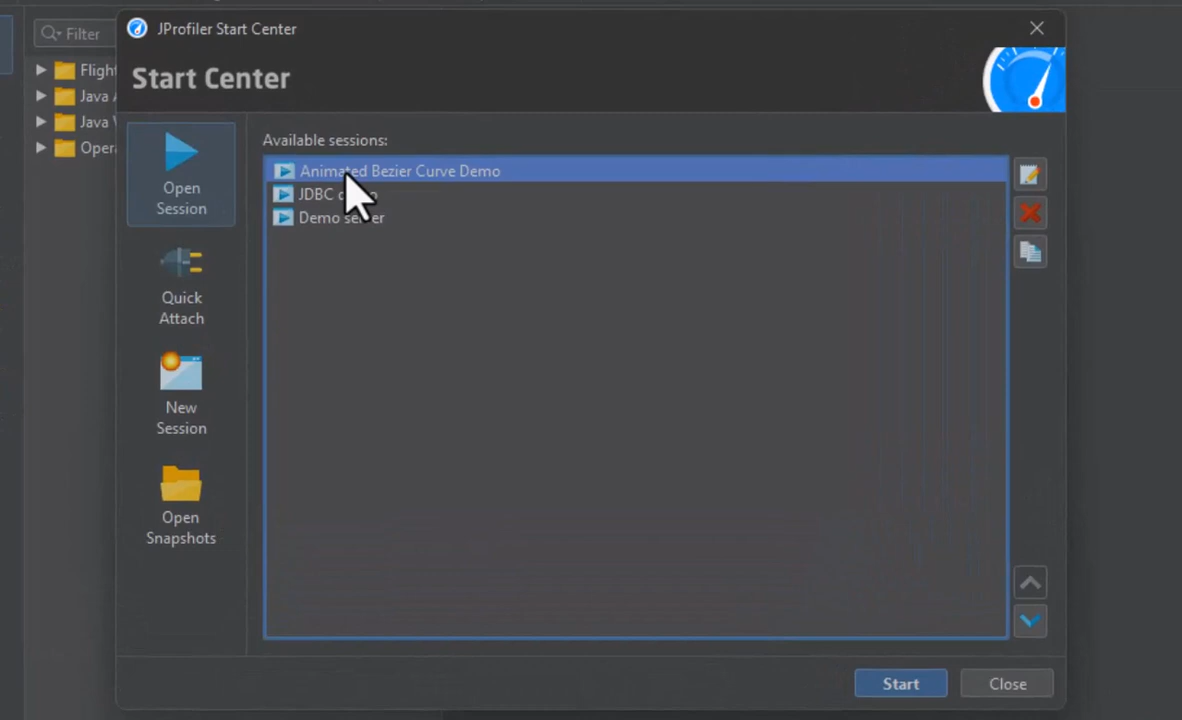 JProfiler Start Center
Start Center
Filter
Flight
Java
Java
Opera
Open
Session
Quick
Attach
New
Session
Open
Snapshots
Available sessions:
Animated Bezier Curve Demo
JDBC
Demo server
Start
Close